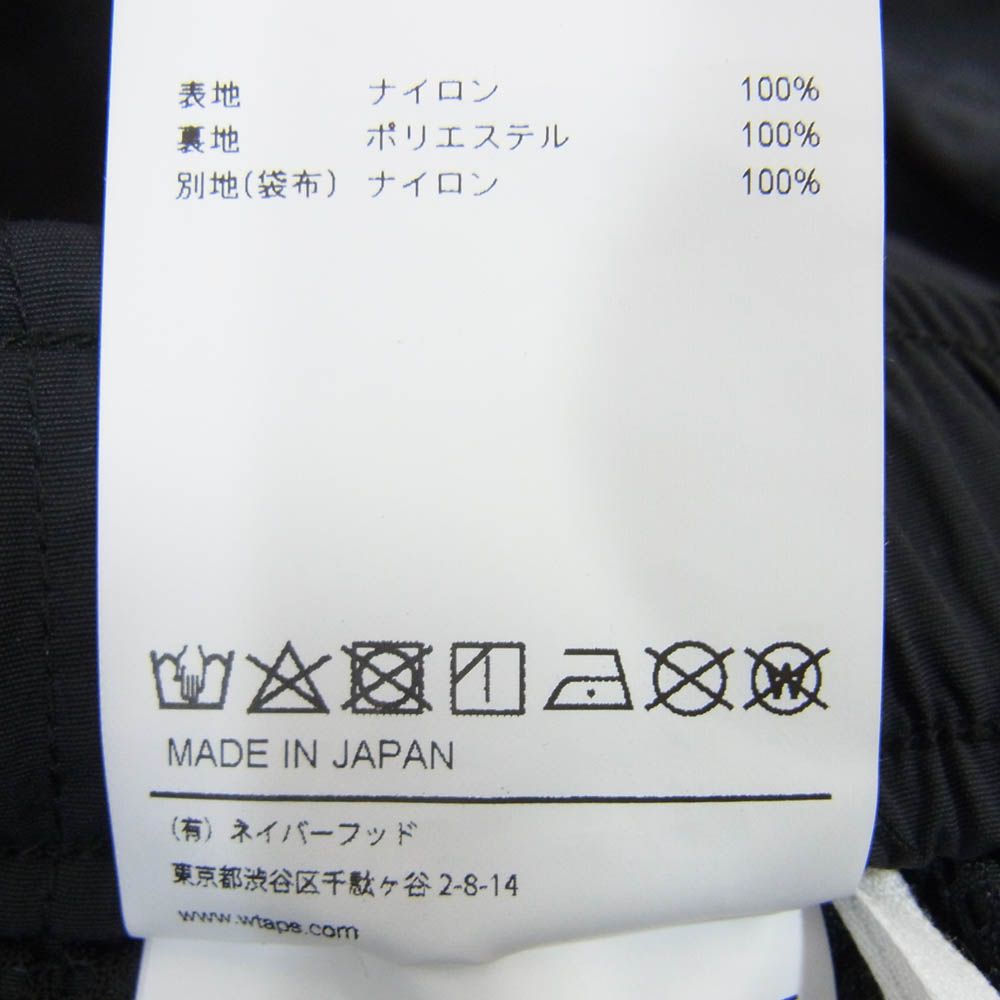 表地 ナイロン 100%
裏地 ポリエステル 100%
別地(袋布) ナイロン 100%
W
MADE IN JAPAN
(有) ネイバーフッド
東京都渋谷区千駄ヶ谷 2-8-14
www.wtaps.com